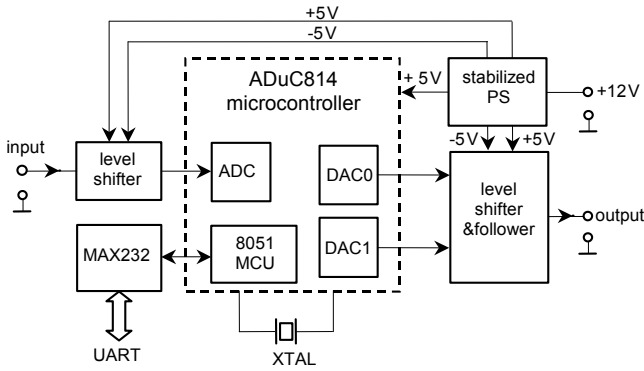 +5V
-5V
ADuC814
microcontroller
+ 5V
stabilized
PS
+12V
-5V
+5V
input
level
shifter
ADC
DAC0
level
shifter
&follower
output
MAX232
8051
MCU
DAC1
UART
XTAL